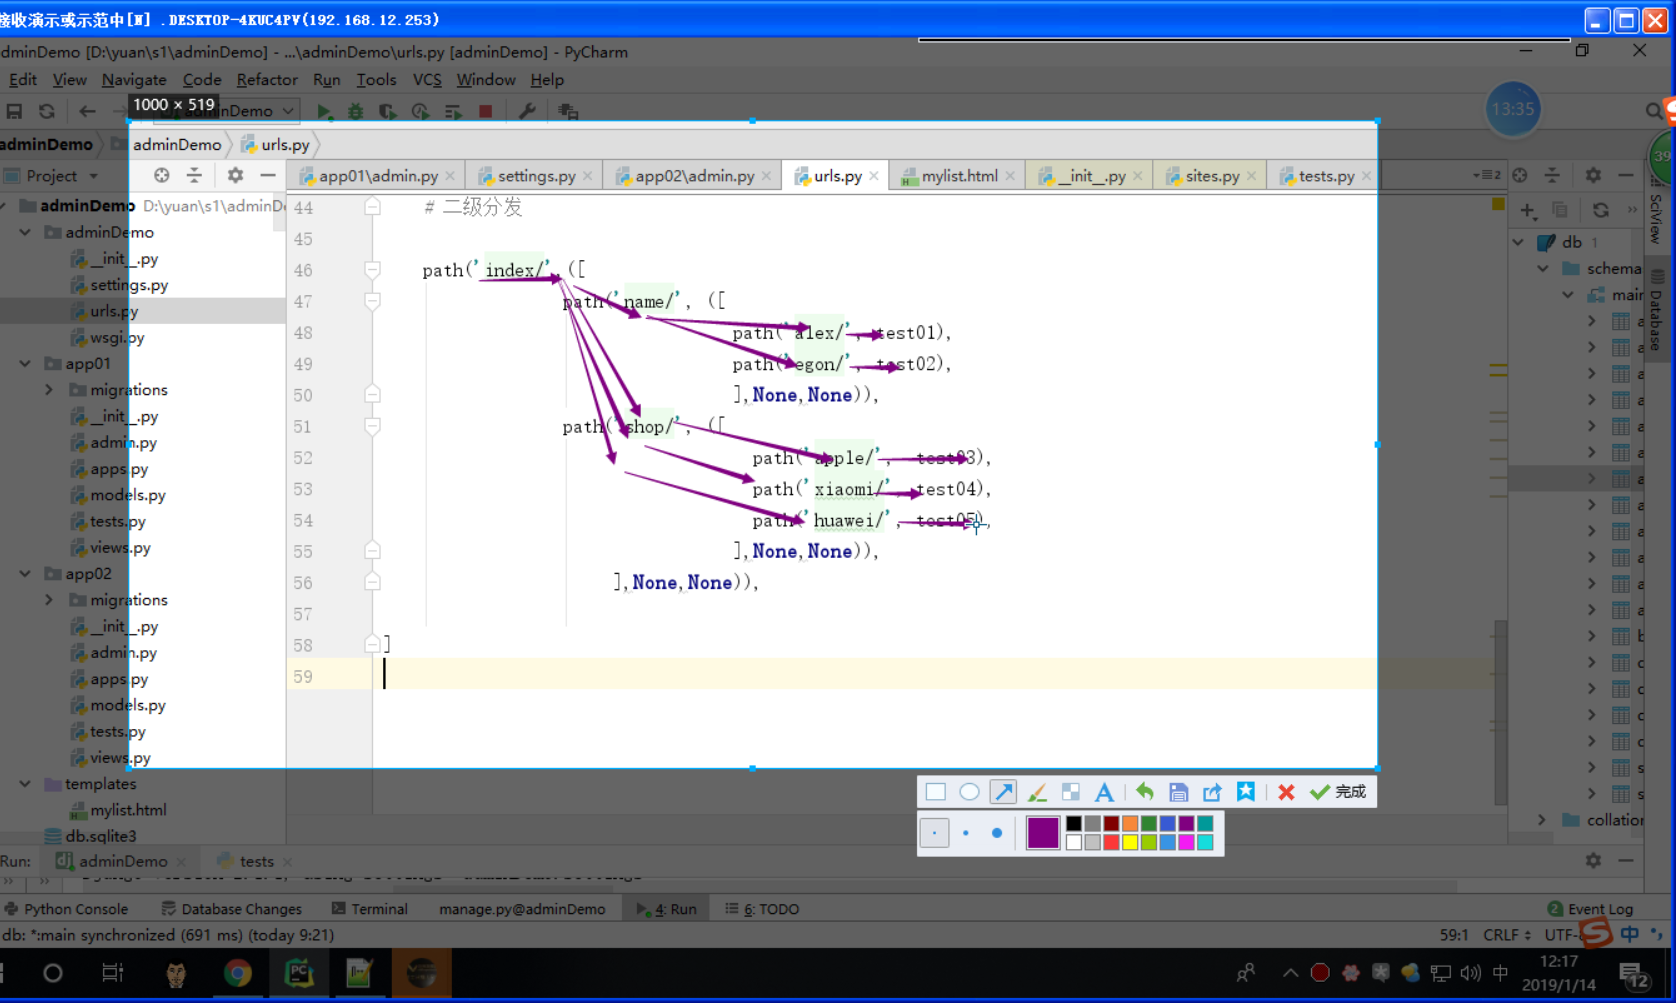 接收演示或示范中[N] .DESKTOP-4KUC4PV(192.168.12.253)
adminDemo [D:\yuan\s1\adminDemo] - ...\adminDemo\urls.py [adminDemo] - PyCharm
Edit View Navigate Code Refactor Run Tools VCS Window Help
1000 × 519
adminDemo
13:35
adminDemo adminDemo urls.py
39
Project
app01\admin.py settings.py app02\admin.py urls.py mylist.html __init__.py sites.py tests.py
2
adminDemo D:\yuan\s1\adminDe
adminDemo
__init__.py
settings.py
urls.py
wsgi.py
app01
migrations
__init__.py
admin.py
apps.py
models.py
tests.py
views.py
app02
migrations
__init__.py
admin.py
apps.py
models.py
tests.py
views.py
templates
mylist.html
db.sqlite3
44 # 二级分发
45
46 path('index/', ([
47 path('name/', ([
48 path('alex/', test01),
49 path('egon/', test02),
50 ],None,None)),
51 path('shop/', ([
52 path('apple/', test03),
53 path('xiaomi/', test04),
54 path('huawei/', test05),
55 ],None,None)),
56 ],None,None)),
57
58 ]
59
SciView
Database
db 1
schema
main
collation
完成
Run: adminDemo tests
Python Console Database Changes Terminal manage.py@adminDemo 4: Run 6: TODO
2 Event Log
db: *:main synchronized (691 ms) (today 9:21)
59:1 CRLF UTF-8
中
中
12:17
2019/1/14
12